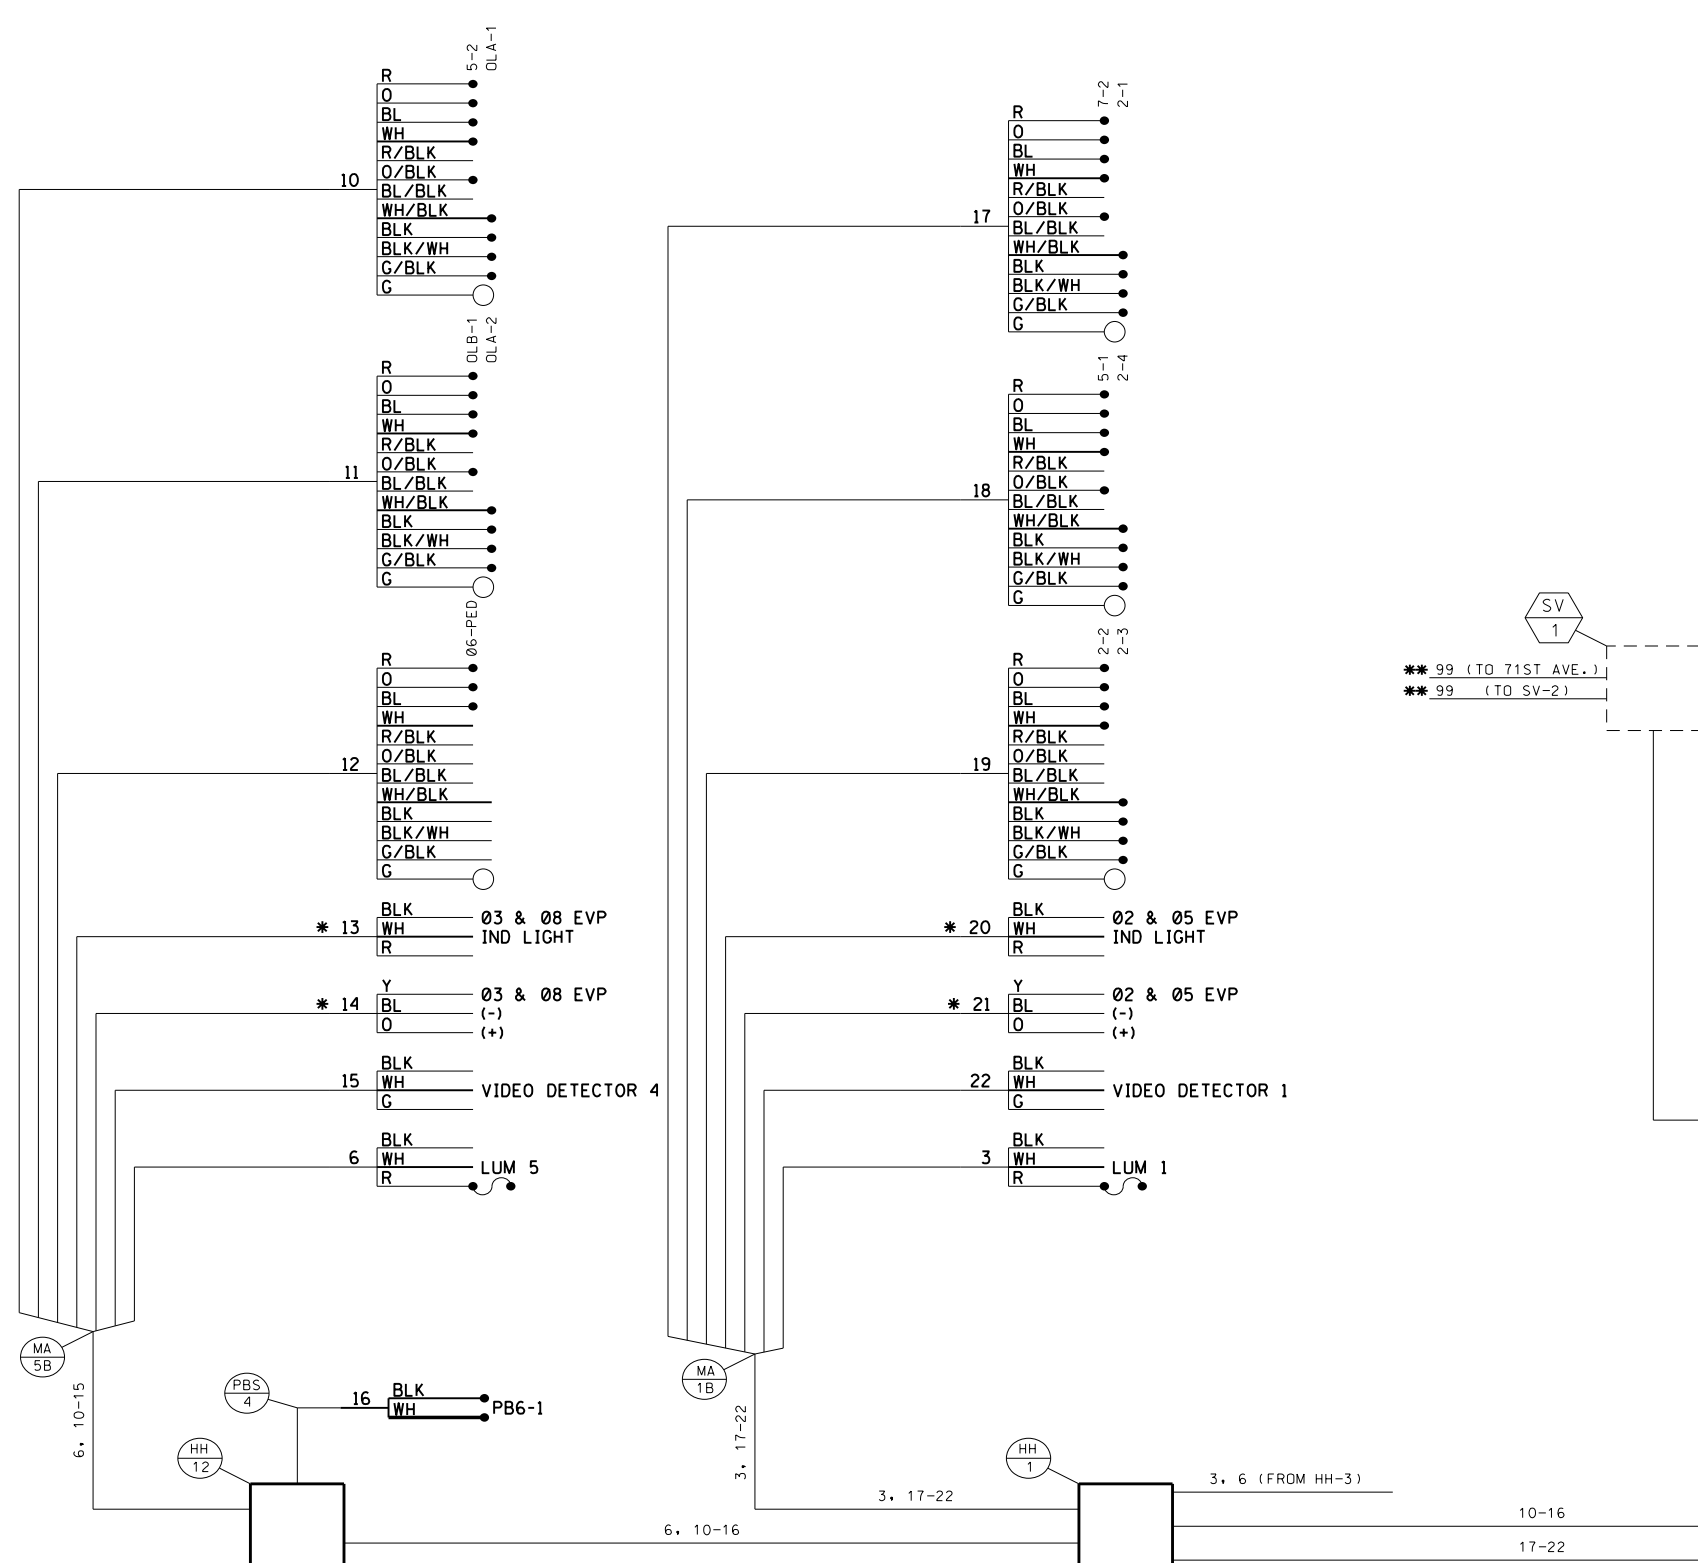 5-2
OLA-1
R
O
BL
WH
R/BLK
O/BLK
10
BL/BLK
WH/BLK
BLK
BLK/WH
G/BLK
G
OLB-1
OLA-2
R
O
BL
WH
R/BLK
O/BLK
11
BL/BLK
WH/BLK
BLK
BLK/WH
G/BLK
G
06-PED
R
O
BL
WH
R/BLK
O/BLK
12
BL/BLK
WH/BLK
BLK
BLK/WH
G/BLK
G
BLK
* 13 WH
R
03 & 08 EVP
IND LIGHT
Y
* 14 BL
O
03 & 08 EVP
(-)
(+)
BLK
15 WH VIDEO DETECTOR 4
G
BLK
6 WH LUM 5
R
MA
5B
6, 10-15
PBS
4
16 BLK
WH PB6-1
HH
12
6, 10-16
7-2
2-1
R
O
BL
WH
R/BLK
O/BLK
17
BL/BLK
WH/BLK
BLK
BLK/WH
G/BLK
G
5-1
2-4
R
O
BL
WH
R/BLK
O/BLK
18
BL/BLK
WH/BLK
BLK
BLK/WH
G/BLK
G
2-2
2-3
R
O
BL
WH
R/BLK
O/BLK
19
BL/BLK
WH/BLK
BLK
BLK/WH
G/BLK
G
BLK
* 20 WH
R
02 & 05 EVP
IND LIGHT
Y
* 21 BL
O
02 & 05 EVP
(-)
(+)
BLK
22 WH VIDEO DETECTOR 1
G
BLK
3 WH LUM 1
R
MA
1B
3, 17-22
3, 17-22
HH
1
3, 6 (FROM HH-3)
10-16
17-22
SV
1
** 99 (TO 71ST AVE.)
** 99 (TO SV-2)